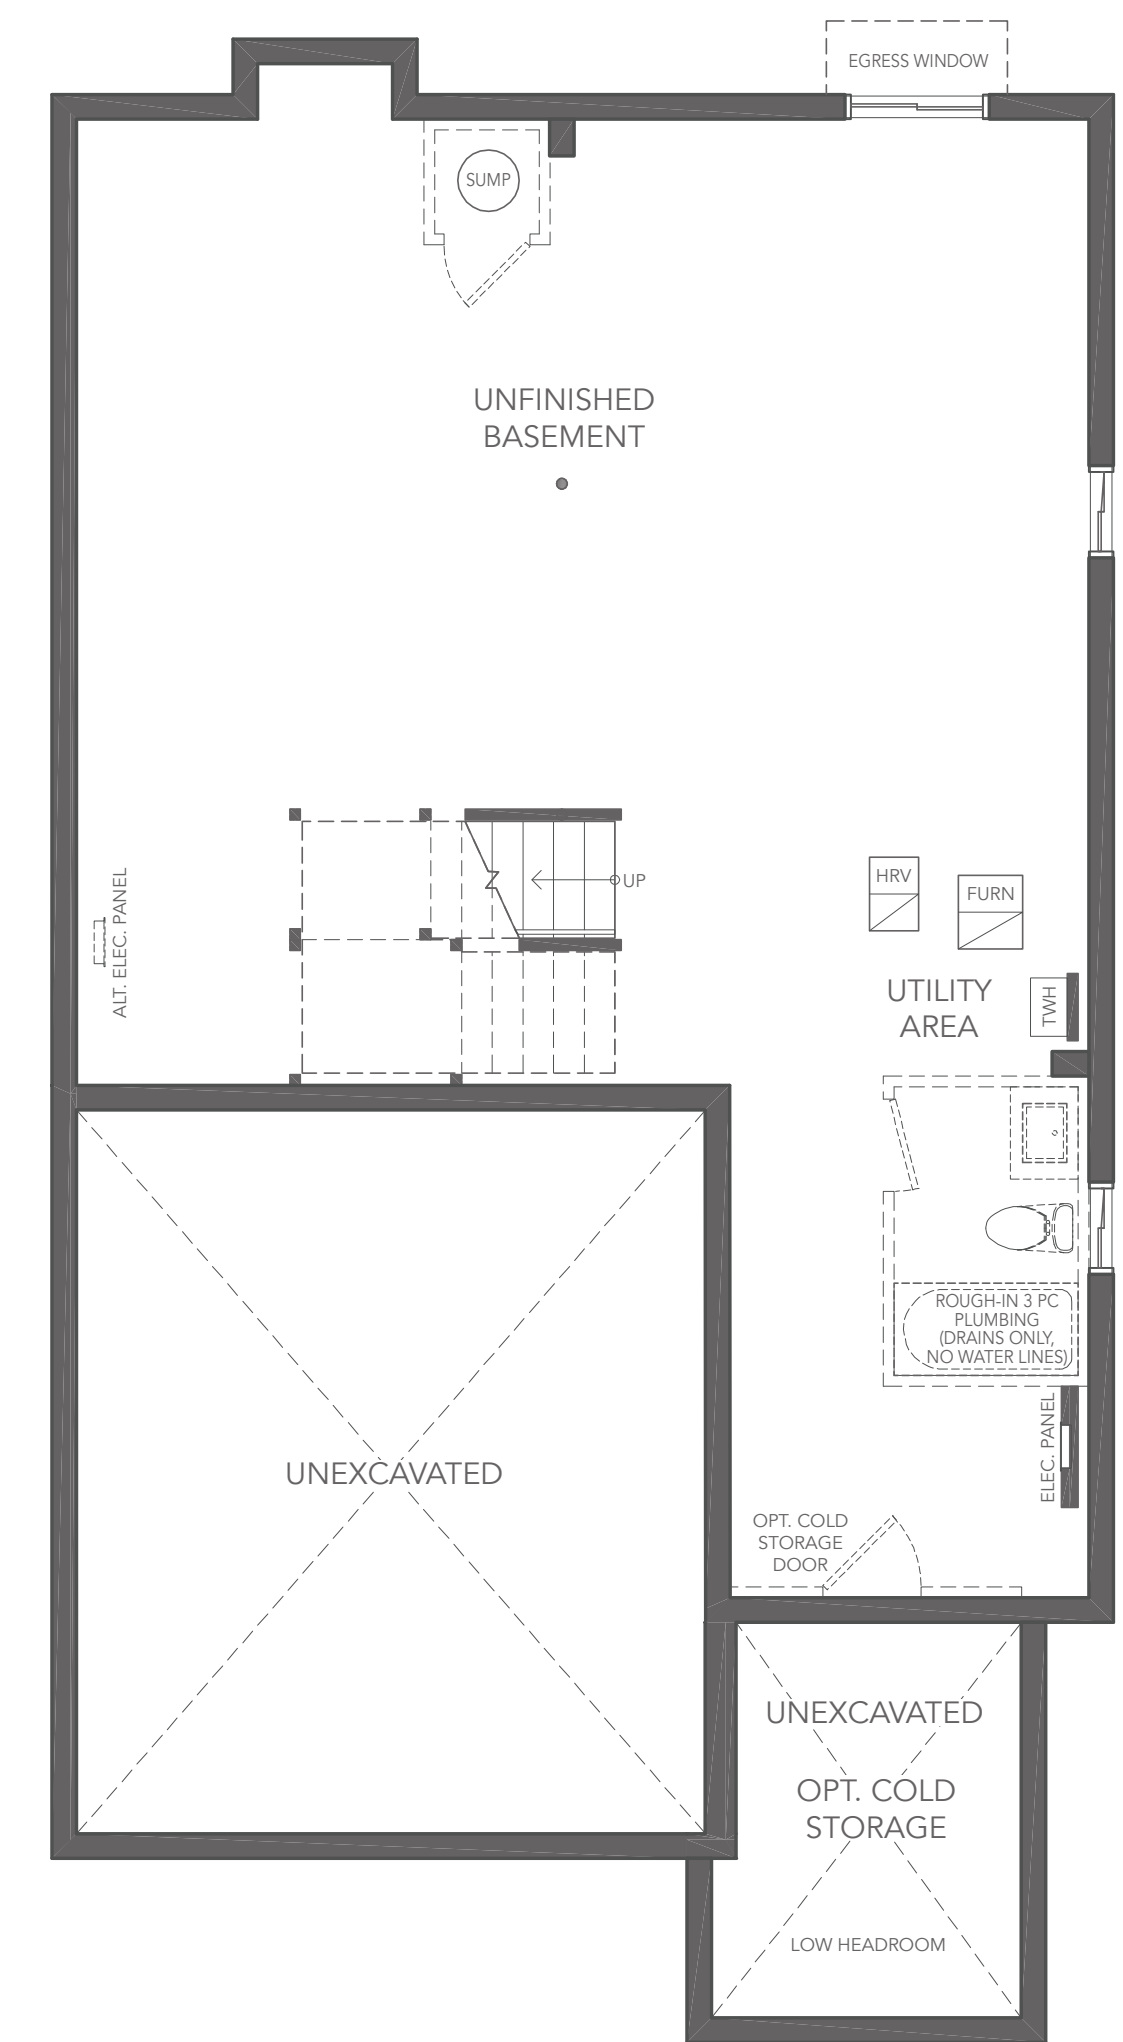 EGRESS WINDOW
SUMP
UNFINISHED
BASEMENT
UP
HRV
FURN
ALT. ELEC. PANEL
UTILITY
AREA
TWH
ROUGH-IN 3 PC
PLUMBING
(DRAINS ONLY,
NO WATER LINES)
ELEC. PANEL
UNEXCAVATED
OPT. COLD
STORAGE
DOOR
UNEXCAVATED
OPT. COLD
STORAGE
LOW HEADROOM